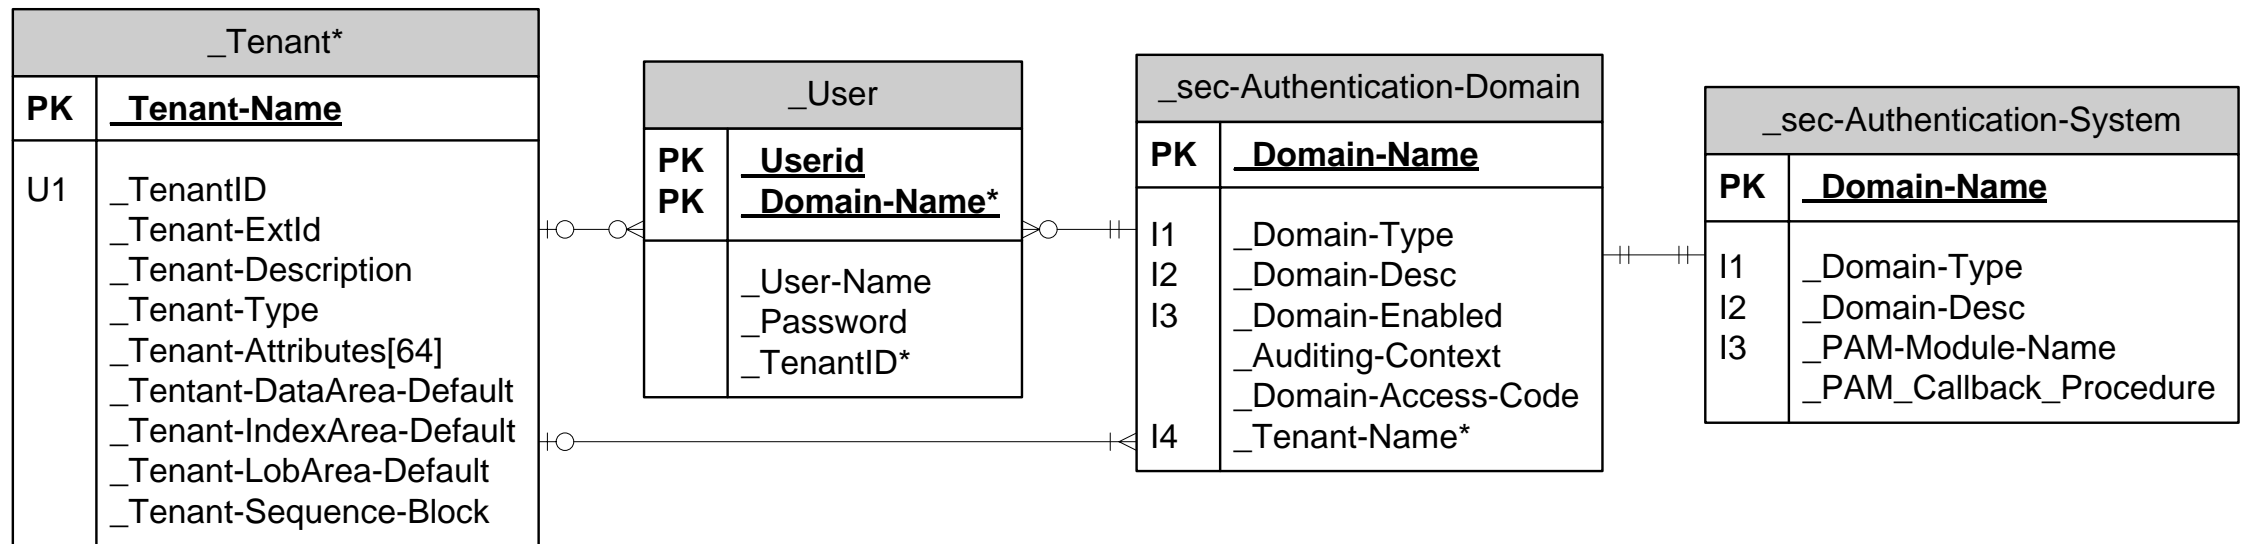 _Tenant*
PK _Tenant-Name
U1 _TenantID
_Tenant-ExtId
_Tenant-Description
_Tenant-Type
_Tenant-Attributes[64]
_Tentant-DataArea-Default
_Tenant-IndexArea-Default
_Tenant-LobArea-Default
_Tenant-Sequence-Block
_User
PK _Userid
PK _Domain-Name*
_User-Name
_Password
_TenantID*
_sec-Authentication-Domain
PK _Domain-Name
I1 _Domain-Type
I2 _Domain-Desc
I3 _Domain-Enabled
_Auditing-Context
_Domain-Access-Code
I4 _Tenant-Name*
_sec-Authentication-System
PK _Domain-Name
I1 _Domain-Type
I2 _Domain-Desc
I3 _PAM-Module-Name
_PAM_Callback_Procedure